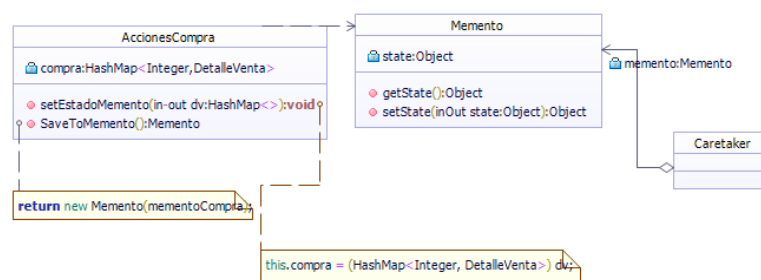 AccionesCompra
compra:HashMap<Integer,DetalleVenta>
setEstadoMemento(in-out dv:HashMap<>):void
SaveToMemento():Memento
Memento
state:Object
getState():Object
setState(inOut state:Object):Object
memento:Memento
Caretaker
return new Memento(mementoCompra);
this.compra = (HashMap<Integer, DetalleVenta>) dv;